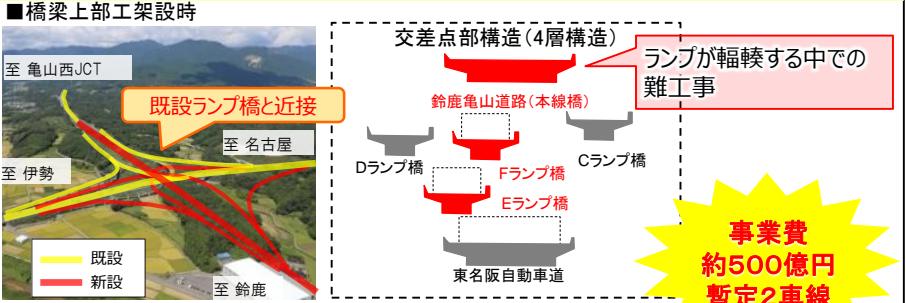 ■橋梁上部工架設時
至 亀山西JCT
既設ランプ橋と近接
至 名古屋
至 伊勢
既設
新設
至 鈴鹿
交差点部構造(4層構造)
鈴鹿亀山道路(本線橋)
Dランプ橋
Fランプ橋
Cランプ橋
Eランプ橋
東名阪自動車道
ランプが輻輳する中での
難工事
事業費
約500億円
暫定2車線